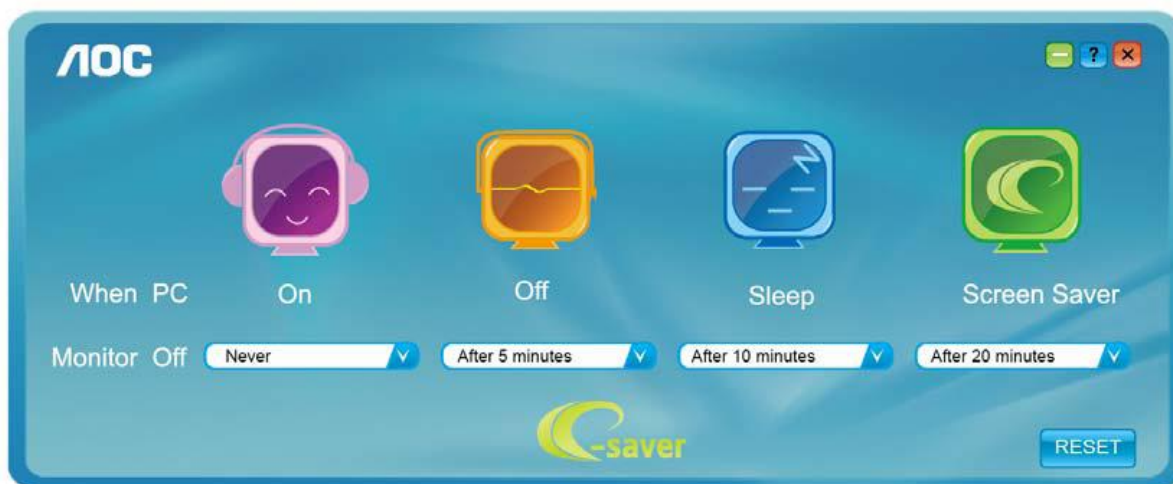 AOC
?
When PC On Off Sleep Screen Saver
Monitor Off Never After 5 minutes After 10 minutes After 20 minutes
e-saver
RESET